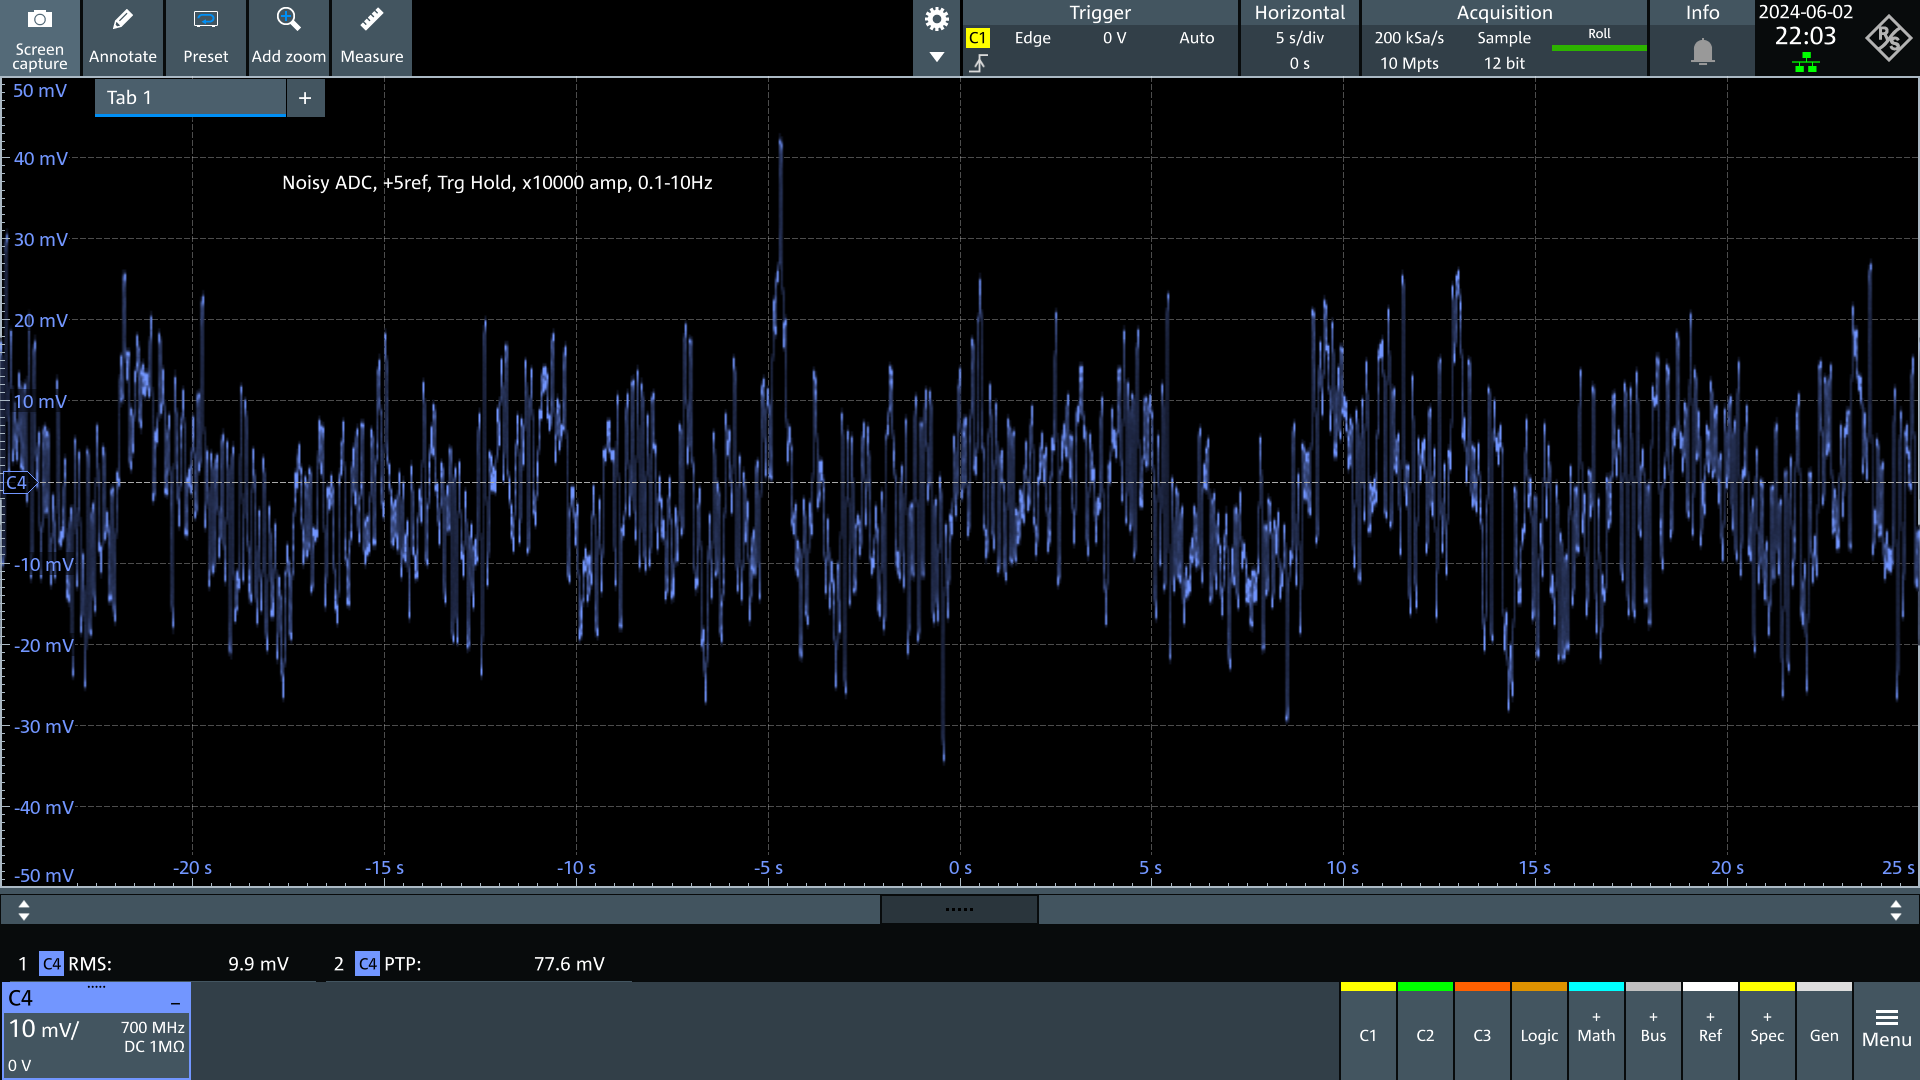 Screen capture
Annotate
Preset
Add zoom
Measure
Trigger
C1 Edge 0 V Auto
Horizontal
5 s/div
0 s
Acquisition
200 kSa/s Sample Roll
10 Mpts 12 bit
Info
2024-06-02
22:03
R&S
Tab 1 +
50 mV
40 mV
Noisy ADC, +5ref, Trg Hold, x10000 amp, 0.1-10Hz
30 mV
20 mV
10 mV
C4
-10 mV
-20 mV
-30 mV
-40 mV
-50 mV
-20 s -15 s -10 s -5 s 0 s 5 s 10 s 15 s 20 s 25 s
1 C4 RMS: 9.9 mV 2 C4 PTP: 77.6 mV
C4
10 mV/ 700 MHz
DC 1MΩ
0 V
C1
C2
C3
Logic
+ Math
+ Bus
+ Ref
+ Spec
Gen
Menu